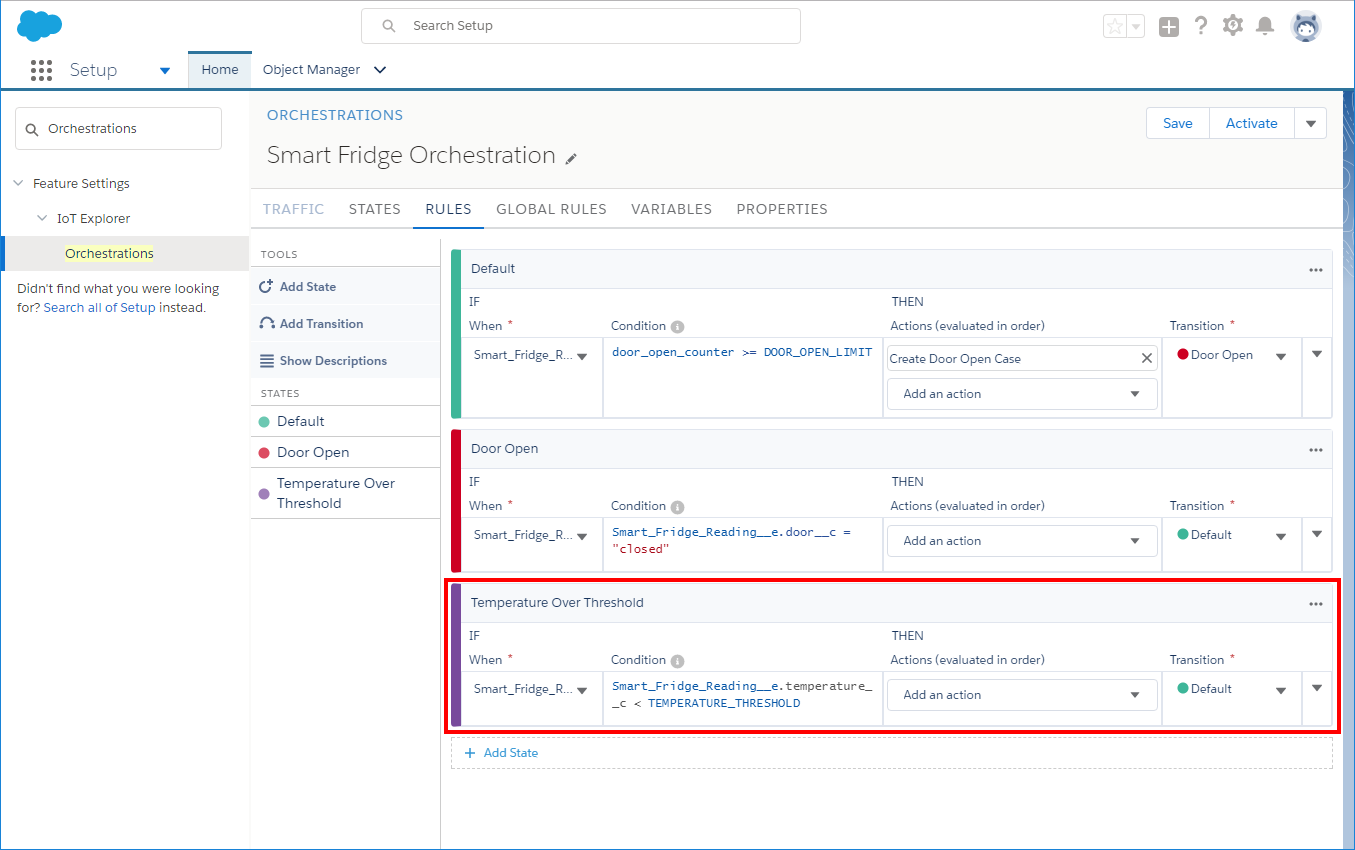 Search Setup
Setup
Home
Object Manager
Orchestrations
Feature Settings
IoT Explorer
Orchestrations
Didn't find what you were looking
for? Search all of Setup instead.
ORCHESTRATIONS
Smart Fridge Orchestration
Save
Activate
TRAFFIC
STATES
RULES
GLOBAL RULES
VARIABLES
PROPERTIES
TOOLS
Add State
Add Transition
Show Descriptions
STATES
Default
Door Open
Temperature Over
Threshold
Default
IF
THEN
When *
Condition
Actions (evaluated in order)
Transition *
Smart_Fridge_R...
door_open_counter >= DOOR_OPEN_LIMIT
Create Door Open Case
Door Open
Add an action
Door Open
IF
THEN
When *
Condition
Actions (evaluated in order)
Transition *
Smart_Fridge_R...
Smart_Fridge_Reading__e.door__c =
"closed"
Add an action
Default
Temperature Over Threshold
IF
THEN
When *
Condition
Actions (evaluated in order)
Transition *
Smart_Fridge_R...
Smart_Fridge_Reading__e.temperature_
_c < TEMPERATURE_THRESHOLD
Add an action
Default
+ Add State